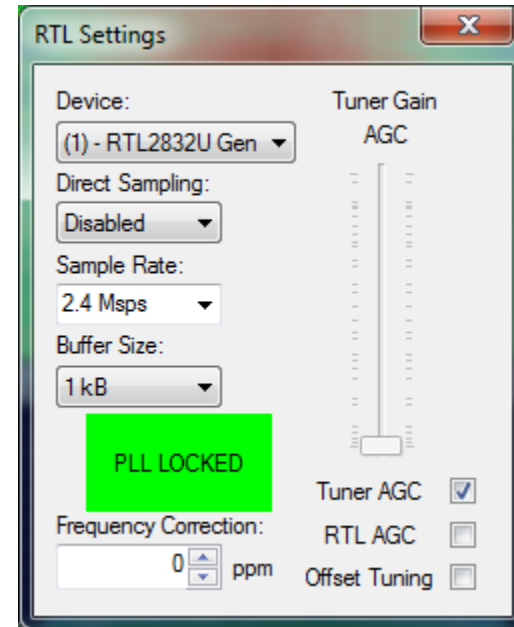 RTL Settings
Device:
(1) - RTL2832U Gen
Direct Sampling:
Disabled
Sample Rate:
2.4 Msps
Buffer Size:
1 kB
PLL LOCKED
Frequency Correction:
0 ppm
Tuner Gain
AGC
Tuner AGC
RTL AGC
Offset Tuning